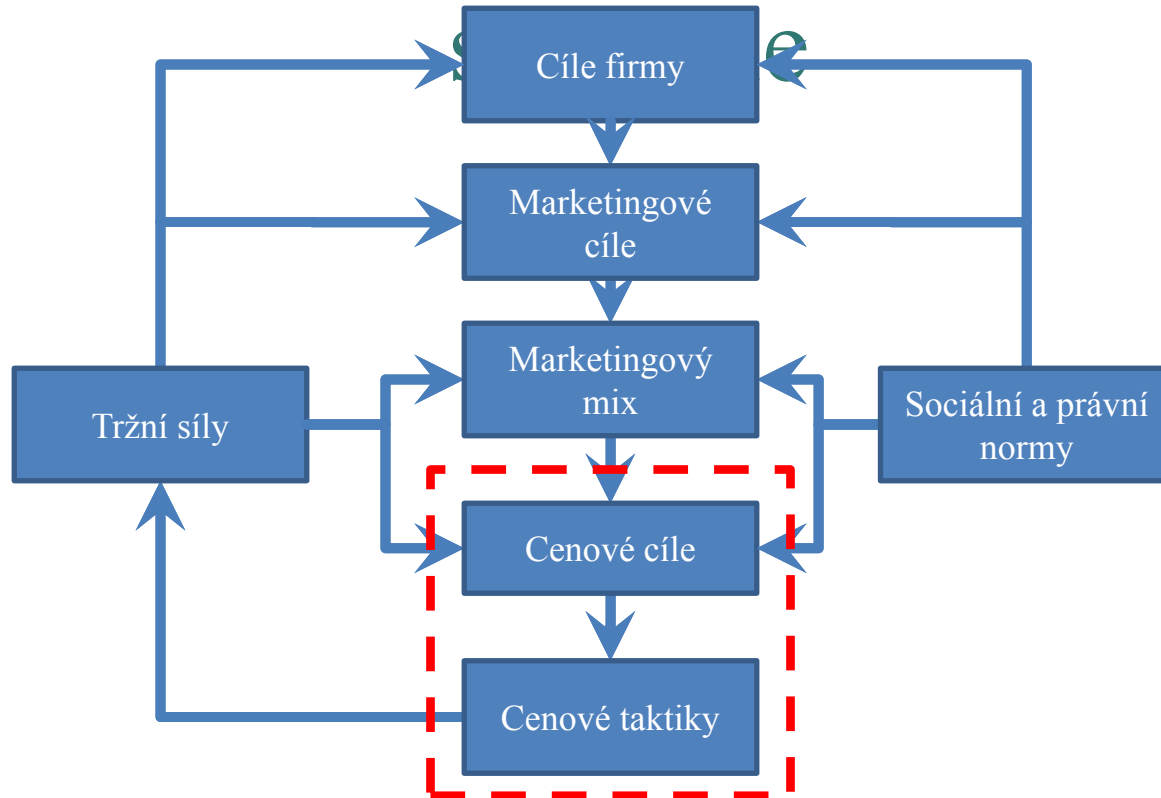 Cíle firmy
Marketingové
cíle
Marketingový
mix
Tržní síly
Sociální a právní
normy
Cenové cíle
Cenové taktiky